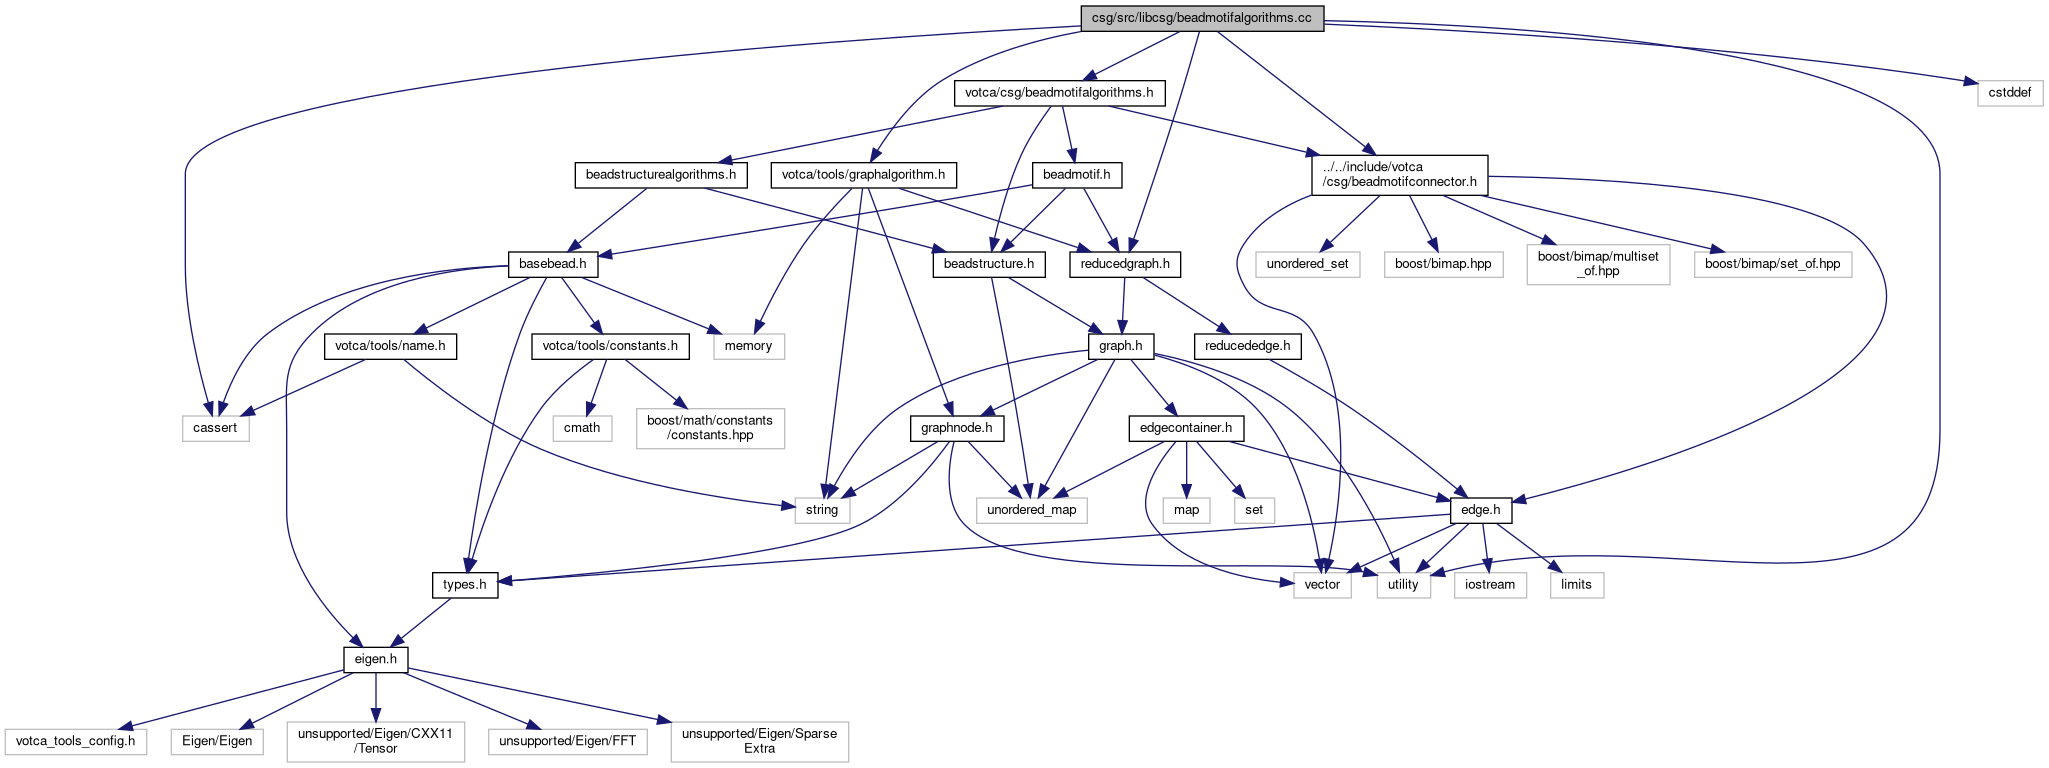 csg/src/libcsg/beadmotifalgorithms.cc
votca/csg/beadmotifalgorithms.h
cstddef
beadstructurealgorithms.h
votca/tools/graphalgorithm.h
beadmotif.h
../../include/votca
/csg/beadmotifconnector.h
basebead.h
beadstructure.h
reducedgraph.h
unordered_set
boost/bimap.hpp
boost/bimap/multiset
_of.hpp
boost/bimap/set_of.hpp
votca/tools/name.h
votca/tools/constants.h
memory
graph.h
reducededge.h
cassert
cmath
boost/math/constants
/constants.hpp
graphnode.h
edgecontainer.h
string
unordered_map
map
set
edge.h
types.h
vector
utility
iostream
limits
eigen.h
votca_tools_config.h
Eigen/Eigen
unsupported/Eigen/CXX11
/Tensor
unsupported/Eigen/FFT
unsupported/Eigen/Sparse
Extra